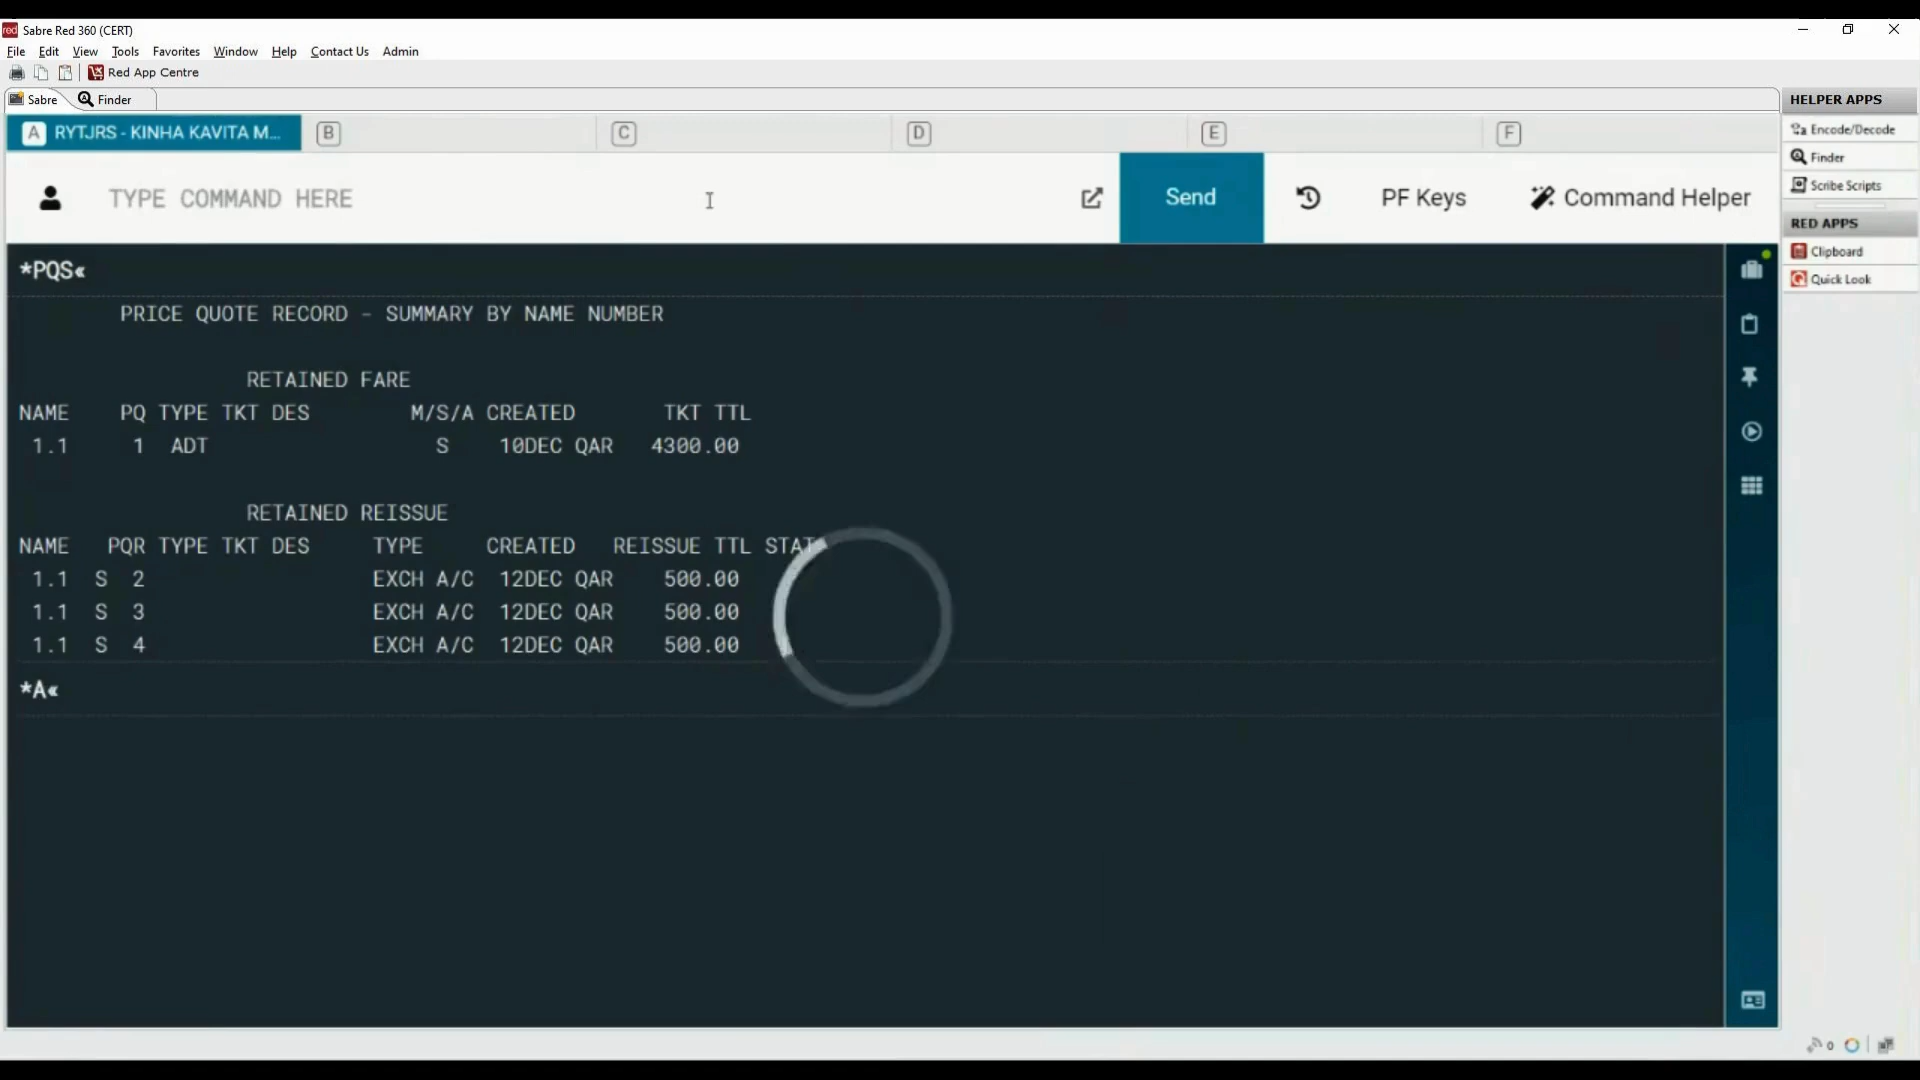 red Sabre Red 360 (CERT)
File Edit View Tools Favorites Window Help Contact Us Admin
Red App Centre
Sabre Finder
HELPER APPS
A RYTJRS - KINHA KAVITA M... B C D E F
Encode/Decode
Finder
Scribe Scripts
TYPE COMMAND HERE
Send
PF Keys
Command Helper
RED APPS
Clipboard
Quick Look
*PQS«
PRICE QUOTE RECORD - SUMMARY BY NAME NUMBER
RETAINED FARE
NAME PQ TYPE TKT DES M/S/A CREATED TKT TTL
1.1 1 ADT S 10DEC QAR 4300.00
RETAINED REISSUE
NAME PQR TYPE TKT DES TYPE CREATED REISSUE TTL STAT
1.1 S 2 EXCH A/C 12DEC QAR 500.00
1.1 S 3 EXCH A/C 12DEC QAR 500.00
1.1 S 4 EXCH A/C 12DEC QAR 500.00
*A«
0